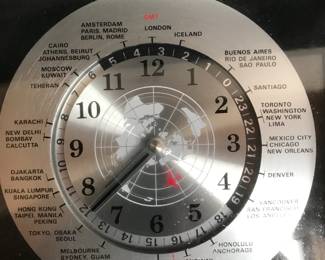 GMT
LONDON
ICELAND
BUENOS AIRES
RIO DE JANEIRO
SAO PAULO
SANTIAGO
TORONTO
WASHINGTON
NEW YORK
LIMA
MEXICO CITY
CHICAGO
NEW ORLEANS
DENVER
VANCOUVER
SAN FRANCISCO
LOS ANGELES
HONOLULU
ANCHORAGE
MELBOURNE
SYDNEY, GUAM
TOKYO, OSAKA
SEOUL
HONG KONG
TAIPEI, MANILA
PEKING
KUALA LUMPUR
SINGAPORE
DJAKARTA
BANGKOK
NEW DELHI
BOMBAY
CALCUTTA
KARACHI
TEHERAN
MOSCOW
KUWAIT
CAIRO
ATHENS, BEIRUT
JOHANNESBURG
AMSTERDAM
PARIS, MADRID
BERLIN, ROME
12
1
2
3
4
5
6
7
8
9
10
11